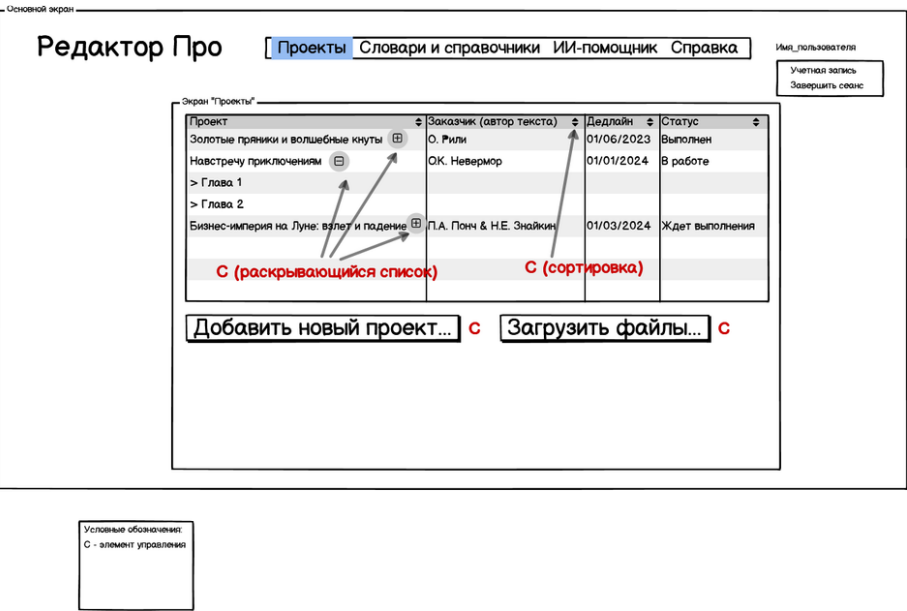 Основной экран
Редактор Про
Проекты Словари и справочники ИИ-помощник Справка
Имя_пользователя
Учетная запись
Завершить сеанс
Экран "Проекты"
Проект Заказчик (автор текста) Дедлайн Статус
Золотые пряники и волшебные кнуты О. Рили 01/06/2023 Выполнен
Навстречу приключениям О.К. Невермор 01/01/2024 В работе
> Глава 1
> Глава 2
Бизнес-империя на Луне: взлет и падение П.А. Понч & Н.Е. Знайкин 01/03/2024 Ждет выполнения
С (раскрывающийся список) С (сортировка)
Добавить новый проект... С Загрузить файлы... С
Условные обозначения:
С - элемент управления